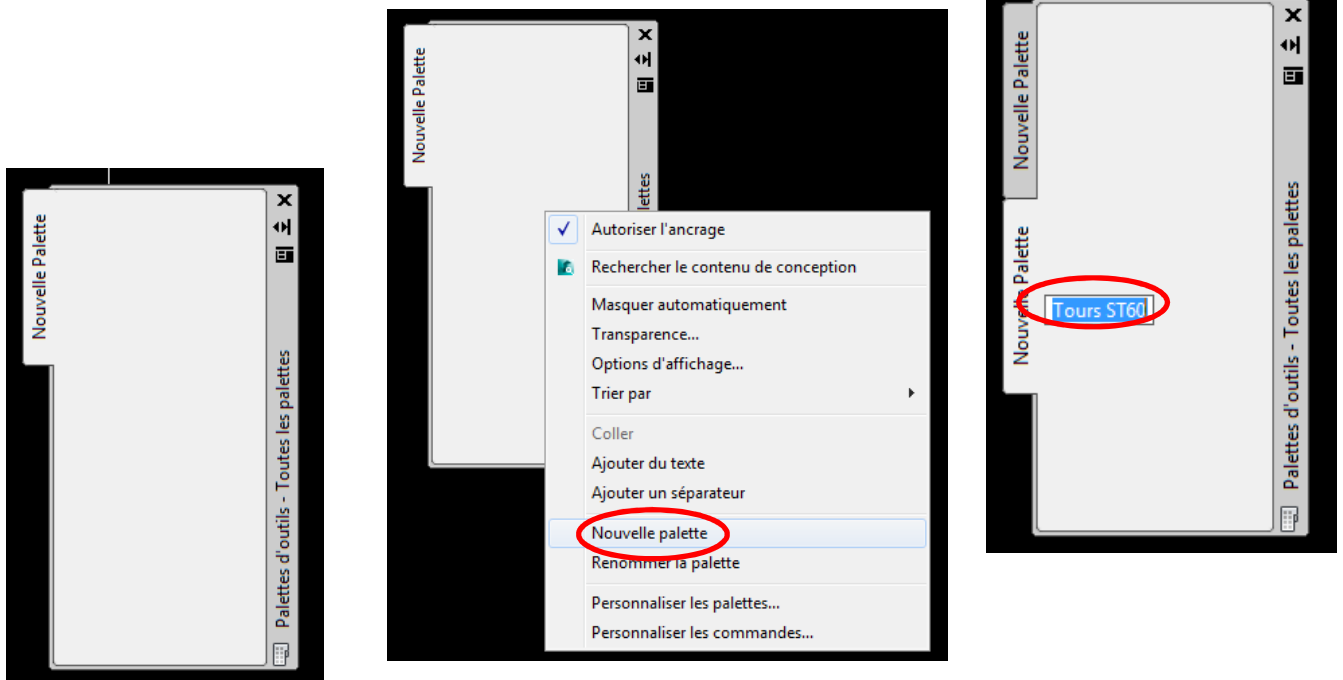 Nouvelle Palette
Palettes d'outils - Toutes les palettes
Nouvelle Palette
lettes
Autoriser l'ancrage
Rechercher le contenu de conception
Masquer automatiquement
Transparence...
Options d'affichage...
Trier par
Coller
Ajouter du texte
Ajouter un séparateur
Nouvelle palette
Renommer la palette
Personnaliser les palettes...
Personnaliser les commandes...
Nouvelle Palette
Nouvelle Palette
Tours ST60
Palettes d'outils - Toutes les palettes